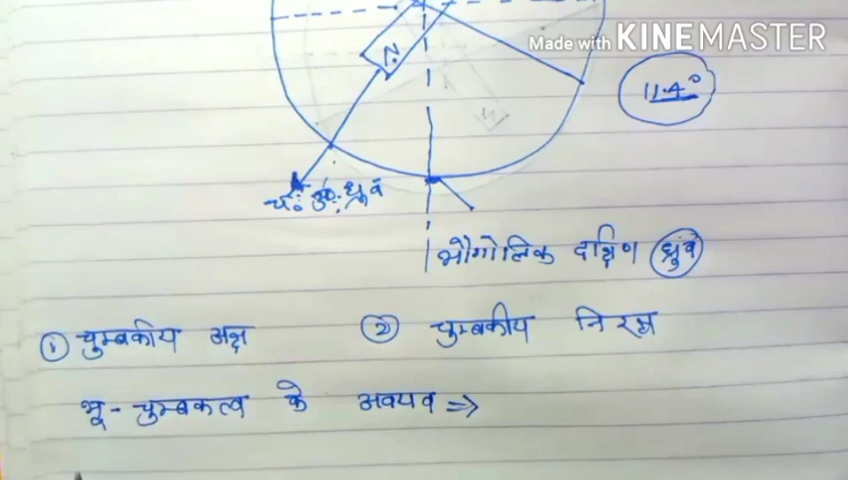 Made with KINEMASTER
N
11.4°
चु. उ. ध्रुव
भौगोलिक दक्षिण ध्रुव
① चुम्बकीय अक्ष ② चुम्बकीय निरक्ष
भू - चुम्बकत्व के अवयव ⇒